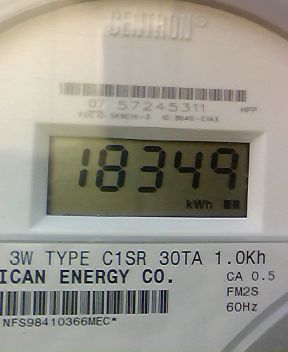 CENTRON®
07 57245311 HPP
18349
kWh
3W TYPE C1SR 30TA 1.0Kh
ICAN ENERGY CO. CA 0.5
FM2S
NFS98410366MEC* 60Hz